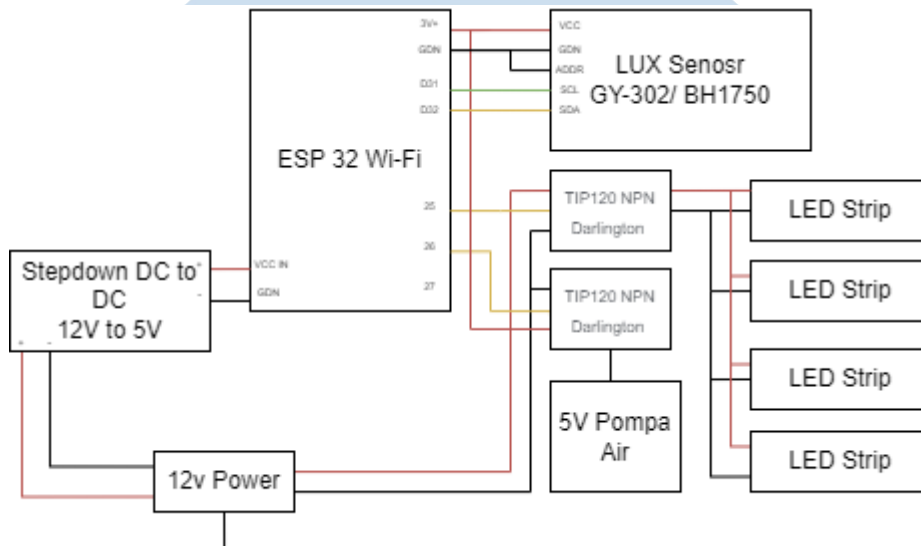 3V+
GDN
D31
D32
ESP 32 Wi-Fi
25
26
27
VCC IN
GDN
VCC
GDN
ADDR
SCL
SDA
LUX Senosr
GY-302/ BH1750
TIP120 NPN
Darlington
TIP120 NPN
Darlington
5V Pompa
Air
LED Strip
LED Strip
LED Strip
LED Strip
Stepdown DC to
DC
12V to 5V
+
-
+
-
12v Power